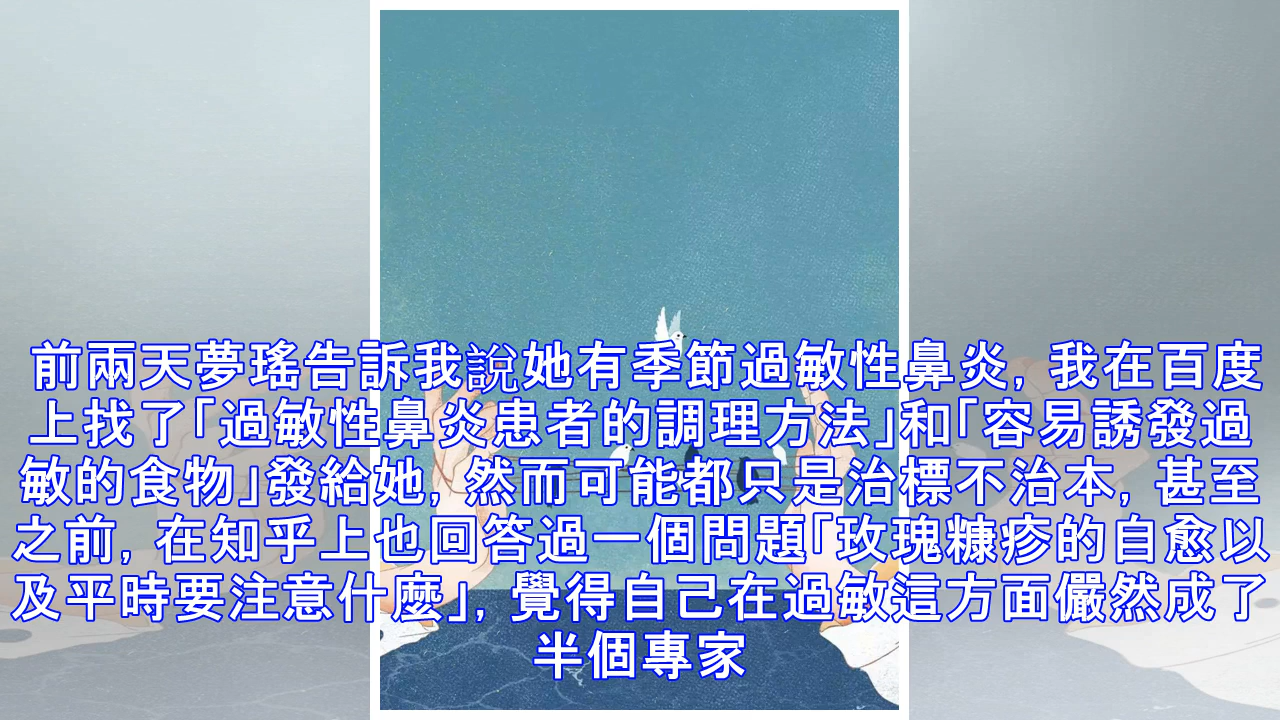 前兩天夢瑤告訴我說她有季節過敏性鼻炎, 我在百度
上找了「過敏性鼻炎患者的調理方法」和「容易誘發過
敏的食物」發給她, 然而可能都只是治標不治本, 甚至
之前, 在知乎上也回答過一個問題「玫瑰糠疹的自愈以
及平時要注意什麼」, 覺得自己在過敏這方面儼然成了
半個專家